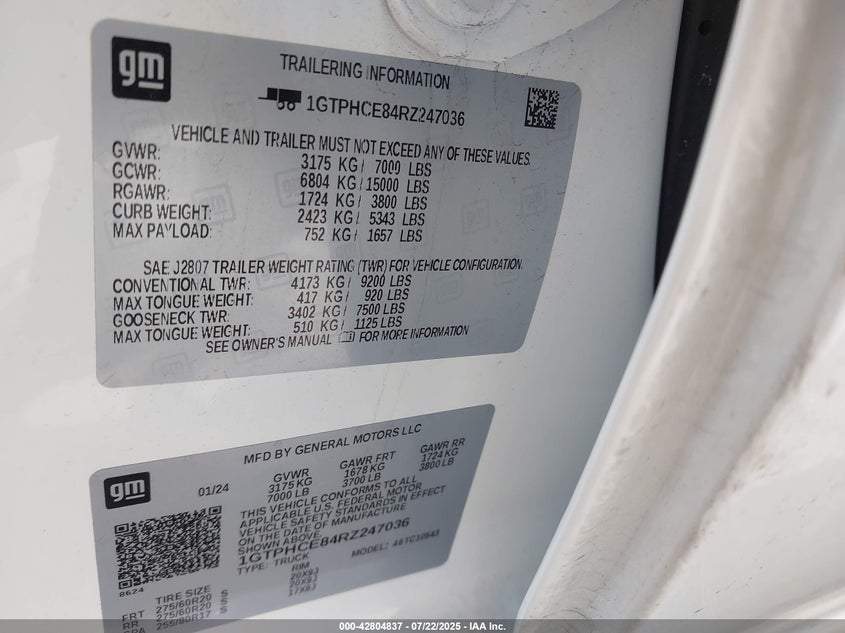 gm
TRAILERING INFORMATION
1GTPHCE84RZ247036
VEHICLE AND TRAILER MUST NOT EXCEED ANY OF THESE VALUES.
GVWR: 3175 KG / 7000 LBS
GCWR: 6804 KG / 15000 LBS
RGAWR: 1724 KG / 3800 LBS
CURB WEIGHT: 2423 KG / 5343 LBS
MAX PAYLOAD: 752 KG / 1657 LBS
SAE J2807 TRAILER WEIGHT RATING (TWR) FOR VEHICLE CONFIGURATION.
CONVENTIONAL TWR: 4173 KG / 9200 LBS
MAX TONGUE WEIGHT: 417 KG / 920 LBS
GOOSENECK TWR: 3402 KG / 7500 LBS
MAX TONGUE WEIGHT: 510 KG / 1125 LBS
SEE OWNER'S MANUAL FOR MORE INFORMATION
gm
MFD BY GENERAL MOTORS LLC
01/24 GVWR GAWR FRT GAWR RR
3175 KG 1678 KG 1724 KG
7000 LB 3700 LB 3800 LB
THIS VEHICLE CONFORMS TO ALL
APPLICABLE U.S. FEDERAL MOTOR
VEHICLE SAFETY STANDARDS IN EFFECT
ON THE DATE OF MANUFACTURE
SHOWN ABOVE.
1GTPHCE84RZ247036
TYPE: TRUCK MODEL: 46TC10543
8624
TIRE SIZE RIM
FRT 275/60R20 S 20X9J
RR 275/60R20 S 20X9J
SPA 255/80R17 S 17X8J
000-42804837 - 07/22/2025 - IAA Inc.